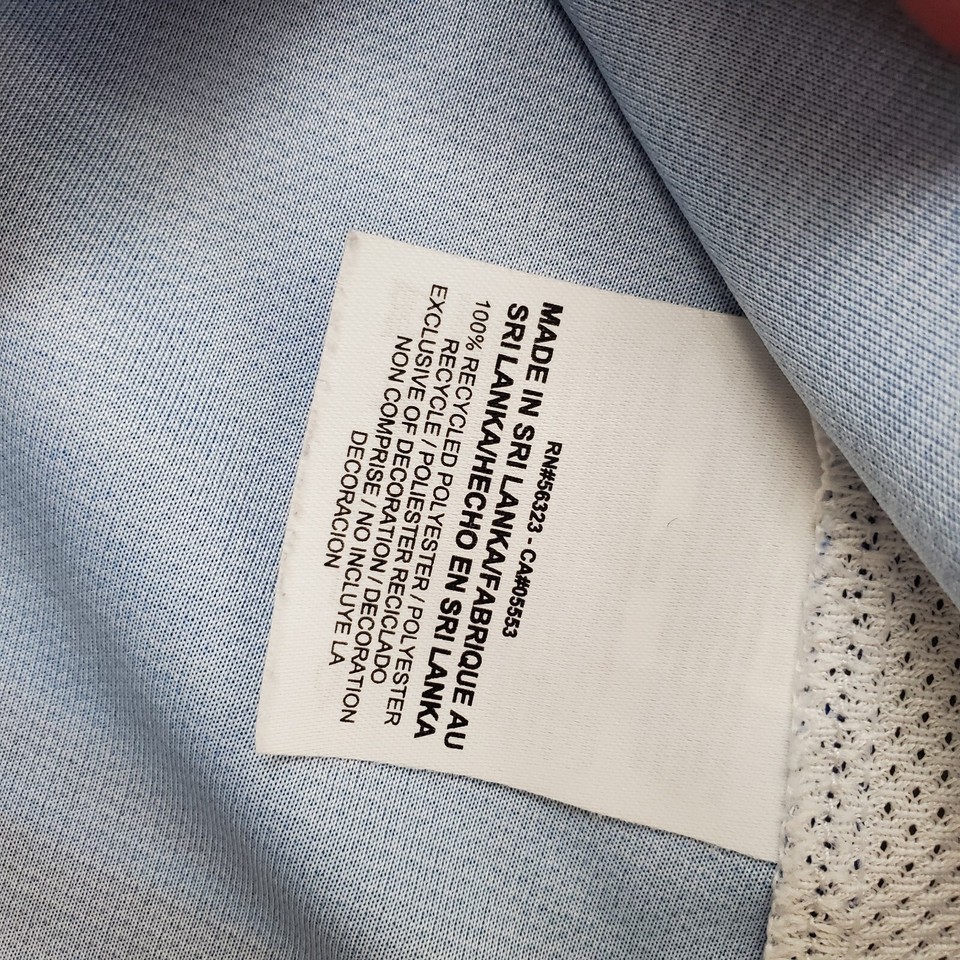 RN#56323 - CA#05553
MADE IN SRI LANKA/FABRIQUE AU
SRI LANKA/HECHO EN SRI LANKA
100% RECYCLED POLYESTER / POLYESTER
RECYCLE / POLIESTER RECICLADO
EXCLUSIVE OF DECORATION / DECORATION
NON COMPRISE / NO INCLUYE LA
DECORACION